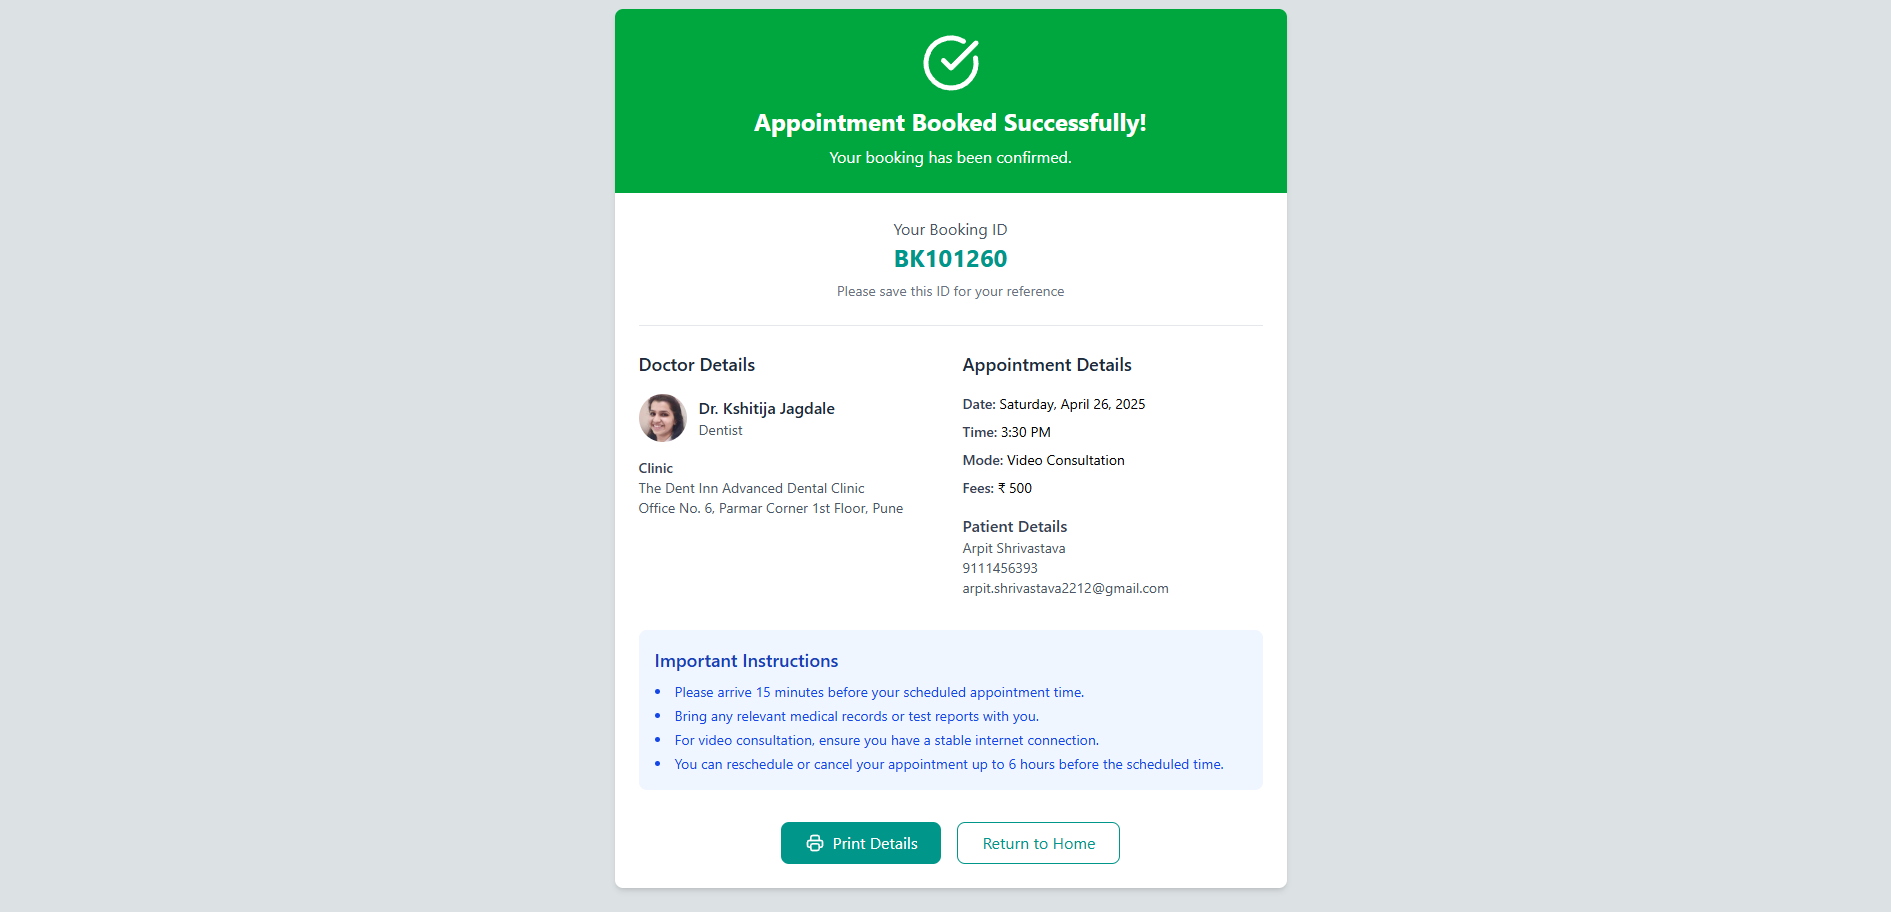 Appointment Booked Successfully!
Your booking has been confirmed.
Your Booking ID
BK101260
Please save this ID for your reference
Doctor Details
Dr. Kshitija Jagdale
Dentist
Clinic
The Dent Inn Advanced Dental Clinic
Office No. 6, Parmar Corner 1st Floor, Pune
Appointment Details
Date: Saturday, April 26, 2025
Time: 3:30 PM
Mode: Video Consultation
Fees: ₹ 500
Patient Details
Arpit Shrivastava
9111456393
arpit.shrivastava2212@gmail.com
Important Instructions
• Please arrive 15 minutes before your scheduled appointment time.
• Bring any relevant medical records or test reports with you.
• For video consultation, ensure you have a stable internet connection.
• You can reschedule or cancel your appointment up to 6 hours before the scheduled time.
Print Details
Return to Home